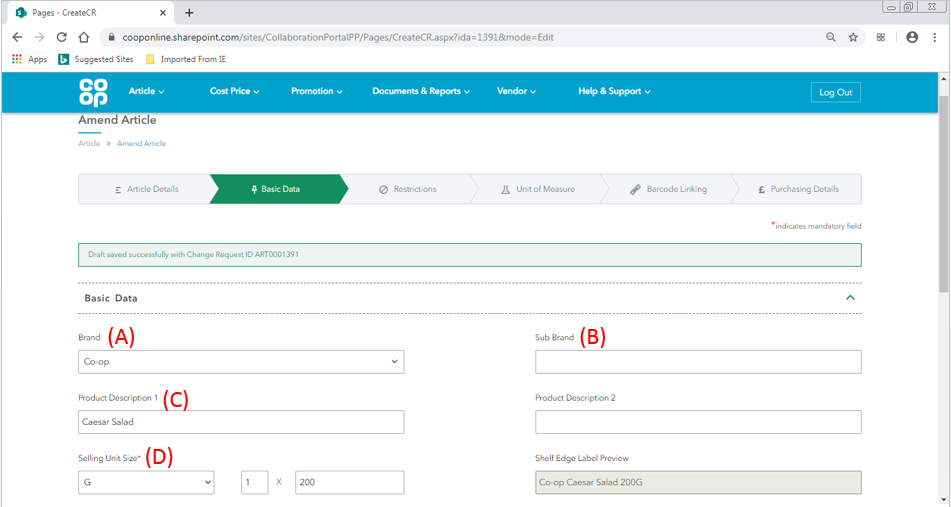 Pages - CreateCR
cooponline.sharepoint.com/sites/CollaborationPortalPP/Pages/CreateCR.aspx?ida=1391&mode=Edit
Apps Suggested Sites Imported From IE
co op Article Cost Price Promotion Documents & Reports Vendor Help & Support Log Out
Amend Article
Article » Amend Article
Article Details Basic Data Restrictions Unit of Measure Barcode Linking £ Purchasing Details
*indicates mandatory field
Draft saved successfully with Change Request ID ART0001391
Basic Data
Brand (A) Sub Brand (B)
Co-op
Product Description 1 (C) Product Description 2
Caesar Salad
Selling Unit Size* (D) Shelf Edge Label Preview
G 1 X 200 Co-op Caesar Salad 200G